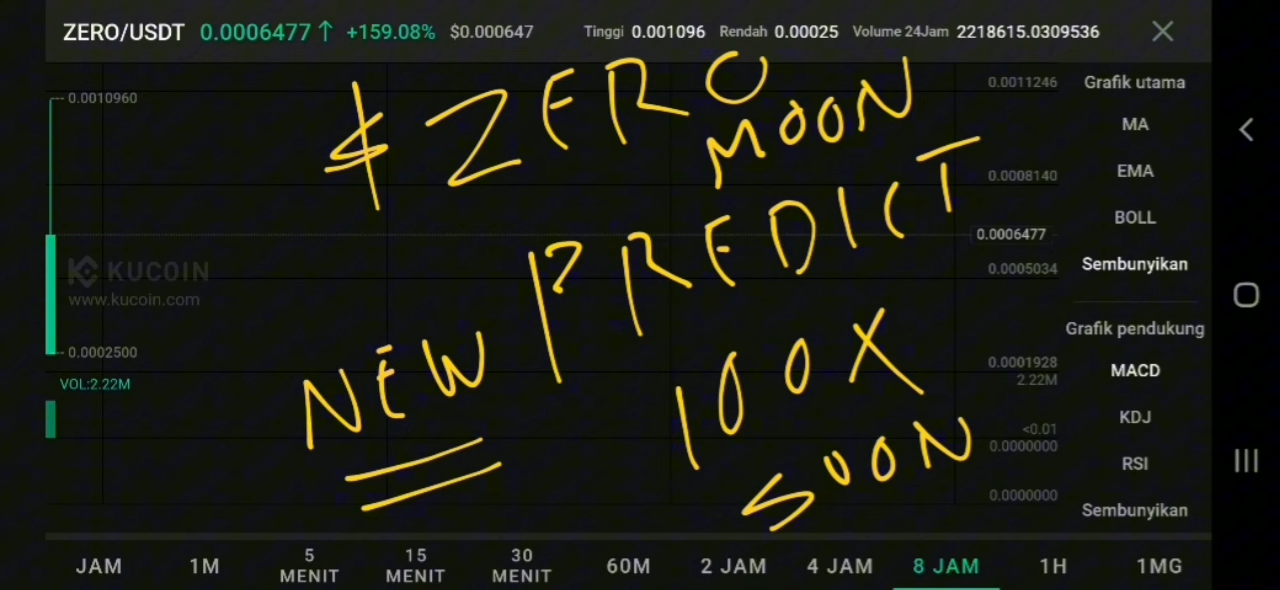 ZERO/USDT 0.0006477↑ +159.08% $0.000647 Tinggi 0.001096 Rendah 0.00025 Volume 24Jam 2218615.0309536
0.0010960
$ ZERO
MOON
NEW PREDICT
100X
SOON
KUCOIN
www.kucoin.com
0.0002500
VOL:2.22M
0.0011246
0.0008140
0.0006477
0.0005034
0.0001928
2.22M
<0.01
0.0000000
0.0000000
Grafik utama
MA
EMA
BOLL
Sembunyikan
Grafik pendukung
MACD
KDJ
RSI
Sembunyikan
JAM 1M 5 MENIT 15 MENIT 30 MENIT 60M 2 JAM 4 JAM 8 JAM 1H 1MG